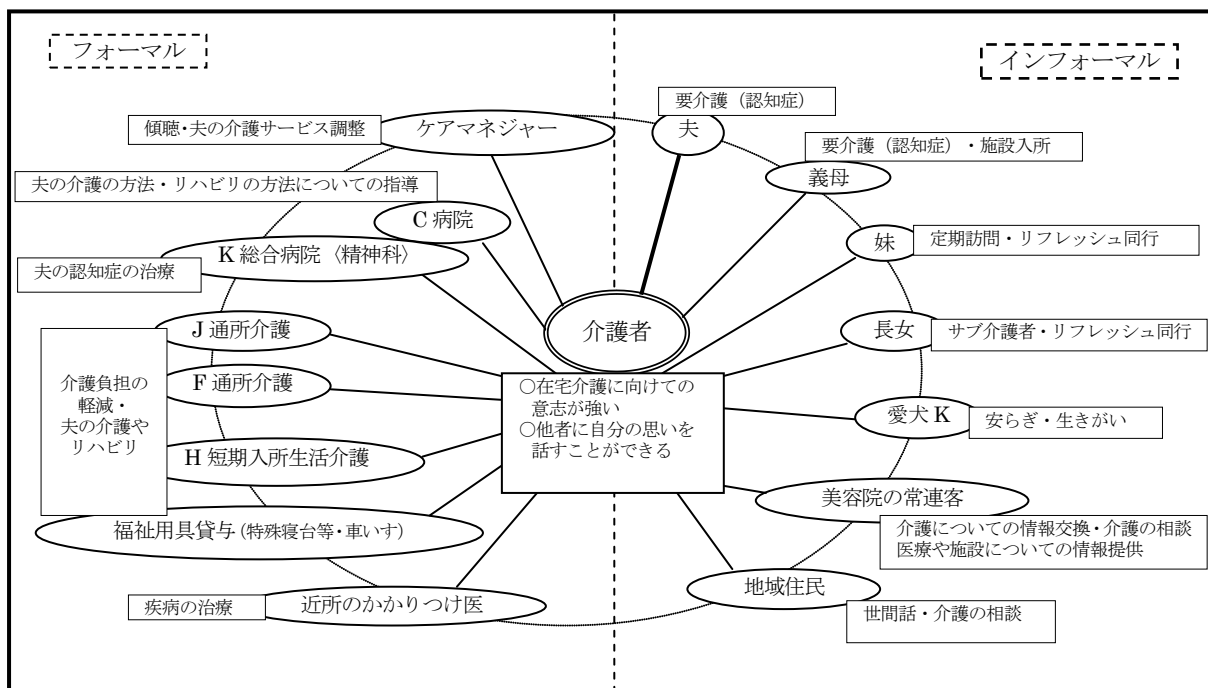 フォーマル
インフォーマル
傾聴・夫の介護サービス調整
ケアマネジャー
夫の介護の方法・リハビリの方法についての指導
C 病院
K 総合病院〈精神科〉
夫の認知症の治療
J 通所介護
F 通所介護
H 短期入所生活介護
福祉用具貸与(特殊寝台等・車いす)
介護負担の
軽減・
夫の介護や
リハビリ
疾病の治療
近所のかかりつけ医
介護者
○在宅介護に向けての
意志が強い
○他者に自分の思いを
話すことができる
要介護(認知症)
夫
要介護(認知症)・施設入所
義母
妹
定期訪問・リフレッシュ同行
長女
サブ介護者・リフレッシュ同行
愛犬 K
安らぎ・生きがい
美容院の常連客
介護についての情報交換・介護の相談
医療や施設についての情報提供
地域住民
世間話・介護の相談